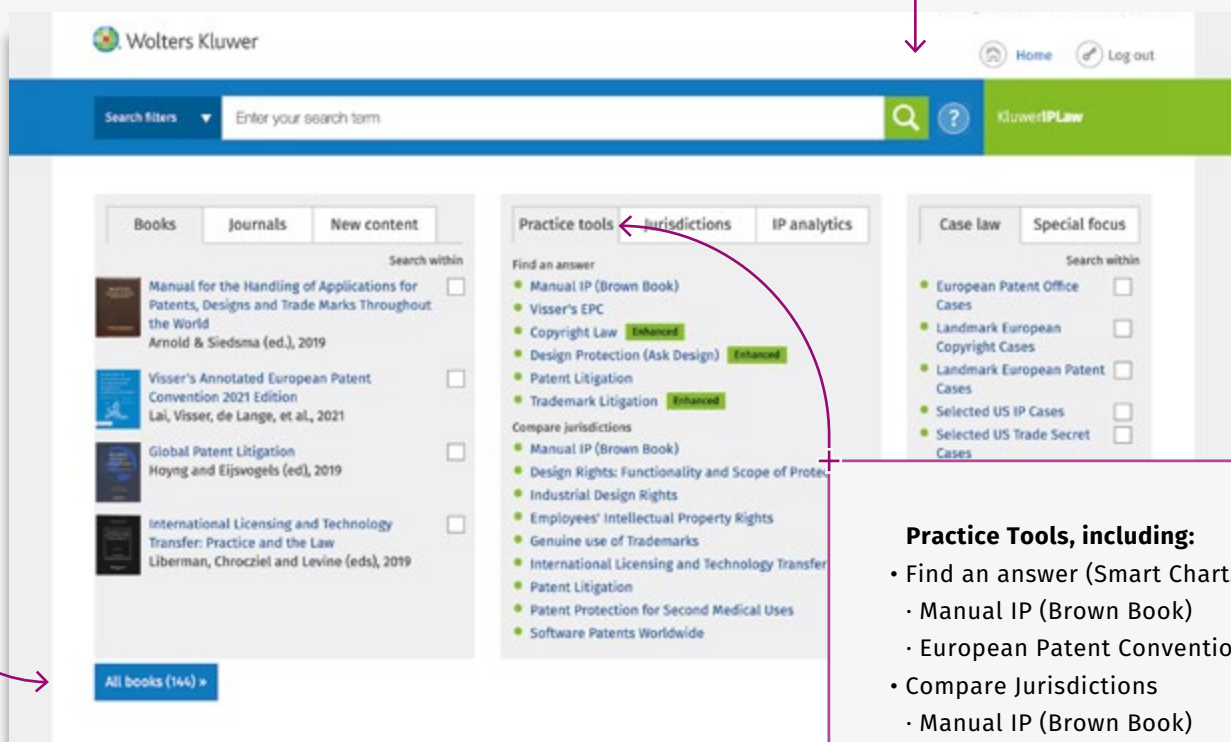 Wolters Kluwer
Home
Log out
Search filters
Enter your search term
?
KluwerIPLaw
Books
Journals
New content
Search within
Manual for the Handling of Applications for
Patents, Designs and Trade Marks Throughout
the World
Arnold & Siedsma (ed.), 2019
Visser's Annotated European Patent
Convention 2021 Edition
Lai, Visser, de Lange, et al., 2021
Global Patent Litigation
Hoyng and Eijsvogels (ed), 2019
International Licensing and Technology
Transfer: Practice and the Law
Liberman, Chrocziel and Levine (eds), 2019
All books (144) »
Practice tools
Jurisdictions
IP analytics
Find an answer
Manual IP (Brown Book)
Visser's EPC
Copyright Law Enhanced
Design Protection (Ask Design) Enhanced
Patent Litigation
Trademark Litigation Enhanced
Compare jurisdictions
Manual IP (Brown Book)
Design Rights: Functionality and Scope of Protec
Industrial Design Rights
Employees' Intellectual Property Rights
Genuine use of Trademarks
International Licensing and Technology Transfer
Patent Litigation
Patent Protection for Second Medical Uses
Software Patents Worldwide
Case law
Special focus
Search within
European Patent Office
Cases
Landmark European
Copyright Cases
Landmark European Patent
Cases
Selected US IP Cases
Selected US Trade Secret
Cases
Practice Tools, including:
• Find an answer (Smart Chart
· Manual IP (Brown Book)
· European Patent Conventio
• Compare Jurisdictions
· Manual IP (Brown Book)